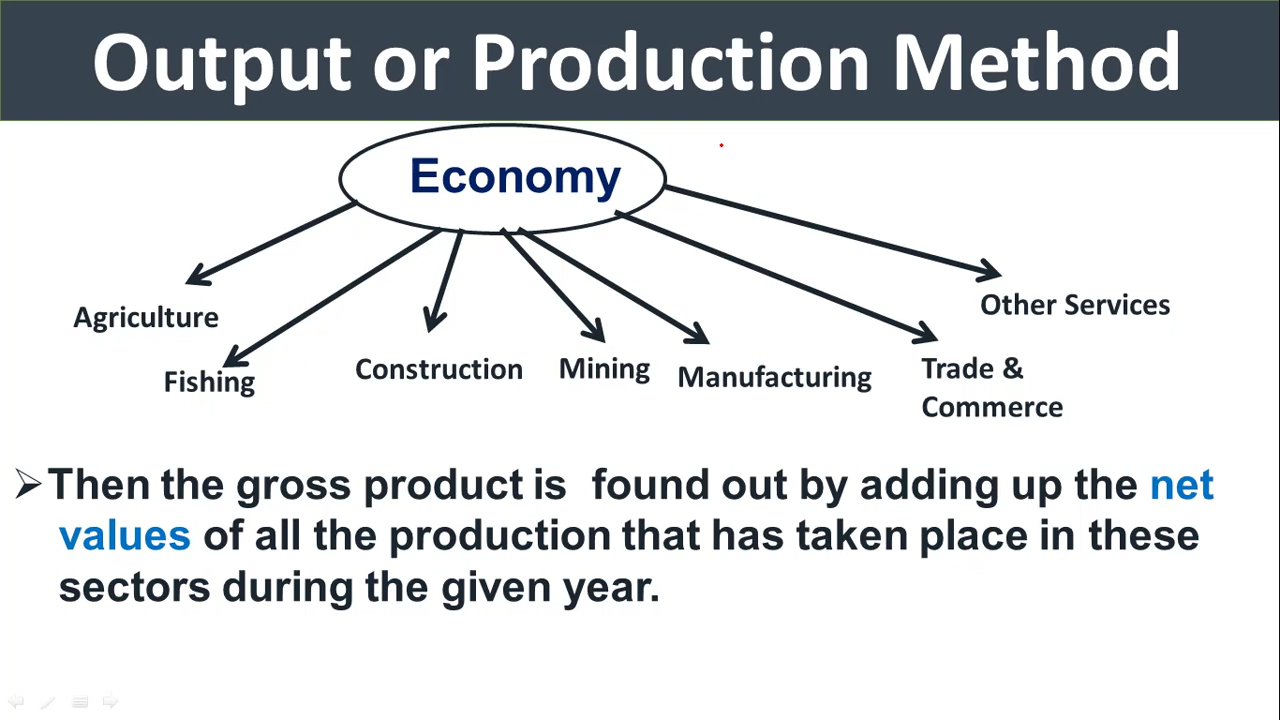 Output or Production Method
Economy
Agriculture
Fishing
Construction
Mining
Manufacturing
Trade &
Commerce
Other Services
Then the gross product is found out by adding up the net
values of all the production that has taken place in these
sectors during the given year.